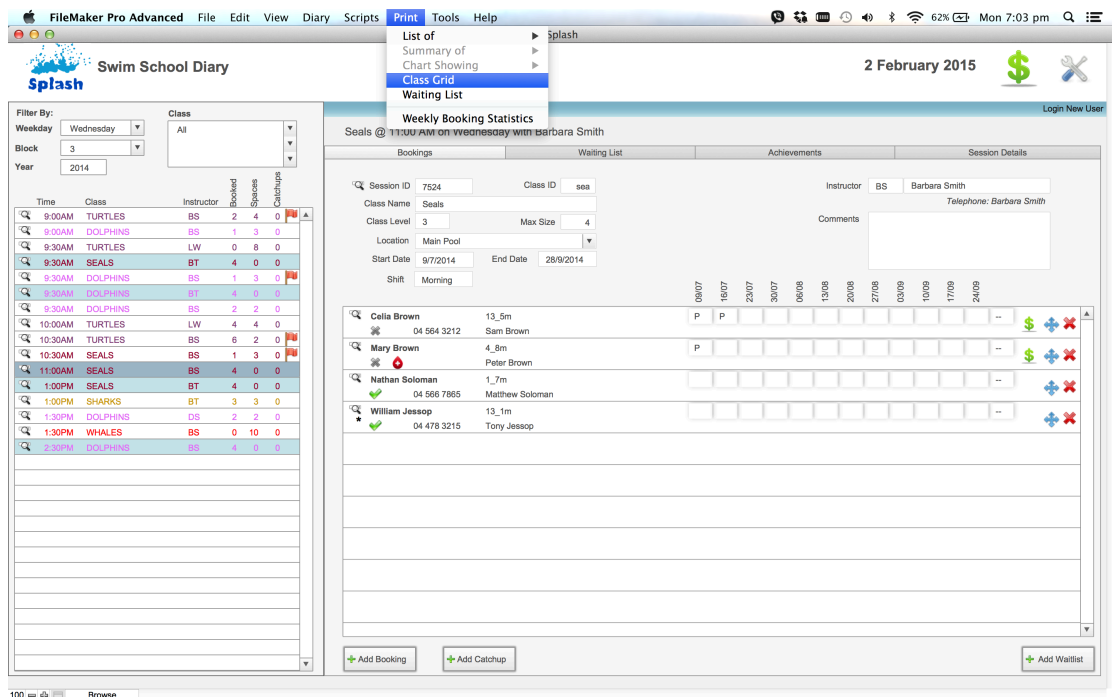 FileMaker Pro Advanced File Edit View Diary Scripts Print Tools Help 62% Mon 7:03 pm
Splash
List of
Summary of
Chart Showing
Class Grid
Waiting List
Weekly Booking Statistics
Splash
Swim School Diary
2 February 2015
$
Login New User
Filter By:
Weekday Wednesday
Block 3
Year 2014
Class
All
Time Class Instructor Booked Spaces Catchups
9:00AM TURTLES BS 2 4 0
9:00AM DOLPHINS BS 1 3 0
9:30AM TURTLES LW 0 8 0
9:30AM SEALS BT 4 0 0
9:30AM DOLPHINS BS 1 3 0
9:30AM DOLPHINS BT 4 0 0
9:30AM DOLPHINS BS 2 2 0
10:00AM TURTLES LW 4 4 0
10:30AM TURTLES BS 6 2 0
10:30AM SEALS BS 1 3 0
11:00AM SEALS BS 4 0 0
1:00PM SEALS BT 4 0 0
1:00PM SHARKS BT 3 3 0
1:30PM DOLPHINS DS 2 2 0
1:30PM WHALES BS 0 10 0
2:30PM DOLPHINS BS 4 0 0
Seals @ 11:00 AM on Wednesday with Barbara Smith
Bookings Waiting List Achievements Session Details
Session ID 7524 Class ID sea Instructor BS Barbara Smith
Class Name Seals Telephone: Barbara Smith
Class Level 3 Max Size 4 Comments
Location Main Pool
Start Date 9/7/2014 End Date 28/9/2014
Shift Morning
09/07 16/07 23/07 30/07 06/08 13/08 20/08 27/08 03/09 10/09 17/09 24/09
Celia Brown 13_5m P P -- $
04 564 3212 Sam Brown
Mary Brown 4_8m P -- $
Peter Brown
Nathan Soloman 1_7m --
04 566 7865 Matthew Soloman
William Jessop 13_1m --
* 04 478 3215 Tony Jessop
Add Booking Add Catchup Add Waitlist
100 Browse